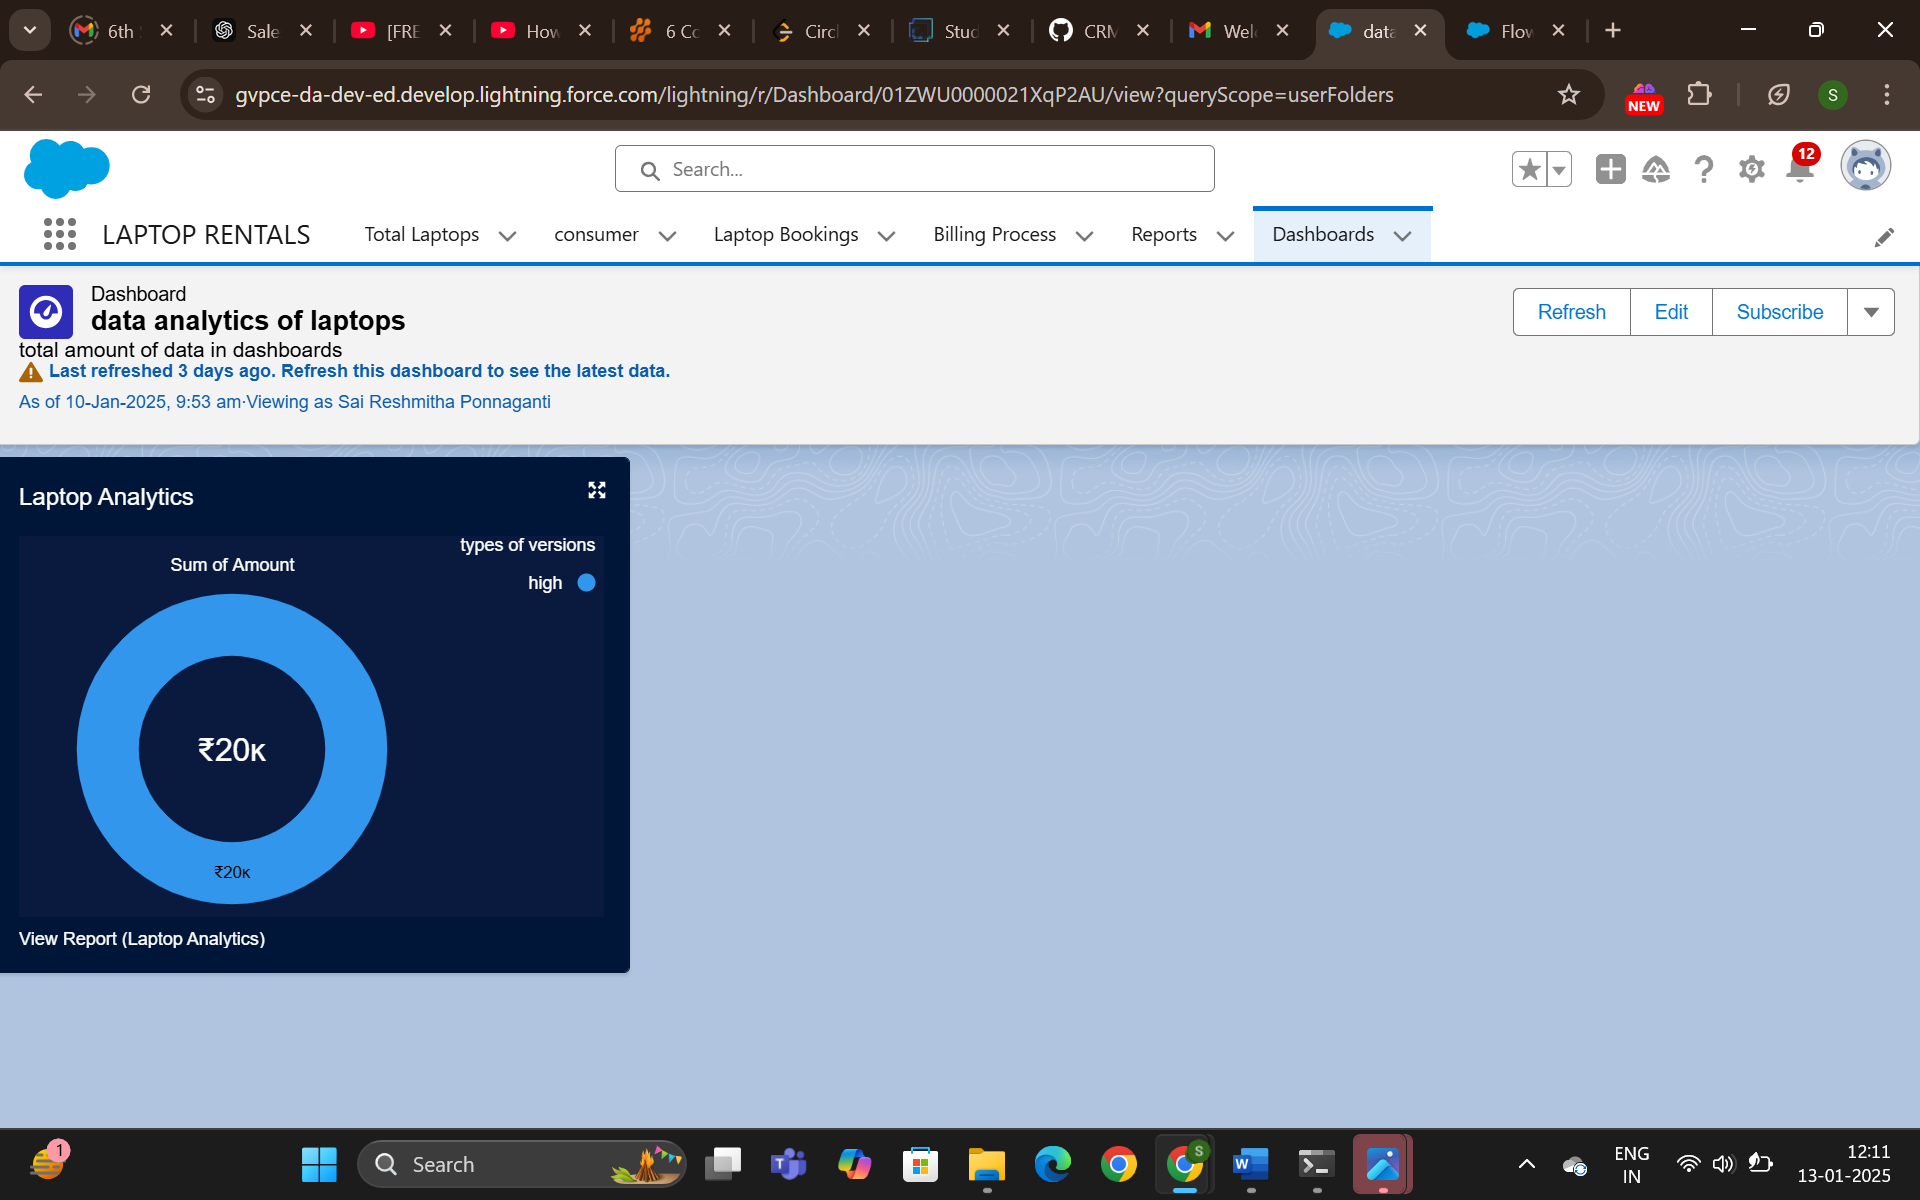 6th
Sale
[FRE
How
6 Co
Circl
Stud
CRM
Wel
data
Flow
gvpce-da-dev-ed.develop.lightning.force.com/lightning/r/Dashboard/01ZWU0000021XqP2AU/view?queryScope=userFolders
NEW
S
Search...
12
LAPTOP RENTALS
Total Laptops
consumer
Laptop Bookings
Billing Process
Reports
Dashboards
Dashboard
data analytics of laptops
total amount of data in dashboards
Last refreshed 3 days ago. Refresh this dashboard to see the latest data.
As of 10-Jan-2025, 9:53 am·Viewing as Sai Reshmitha Ponnaganti
Refresh
Edit
Subscribe
Laptop Analytics
types of versions
Sum of Amount
high
₹20K
₹20K
View Report (Laptop Analytics)
1
Search
S
ENG
IN
12:11
13-01-2025